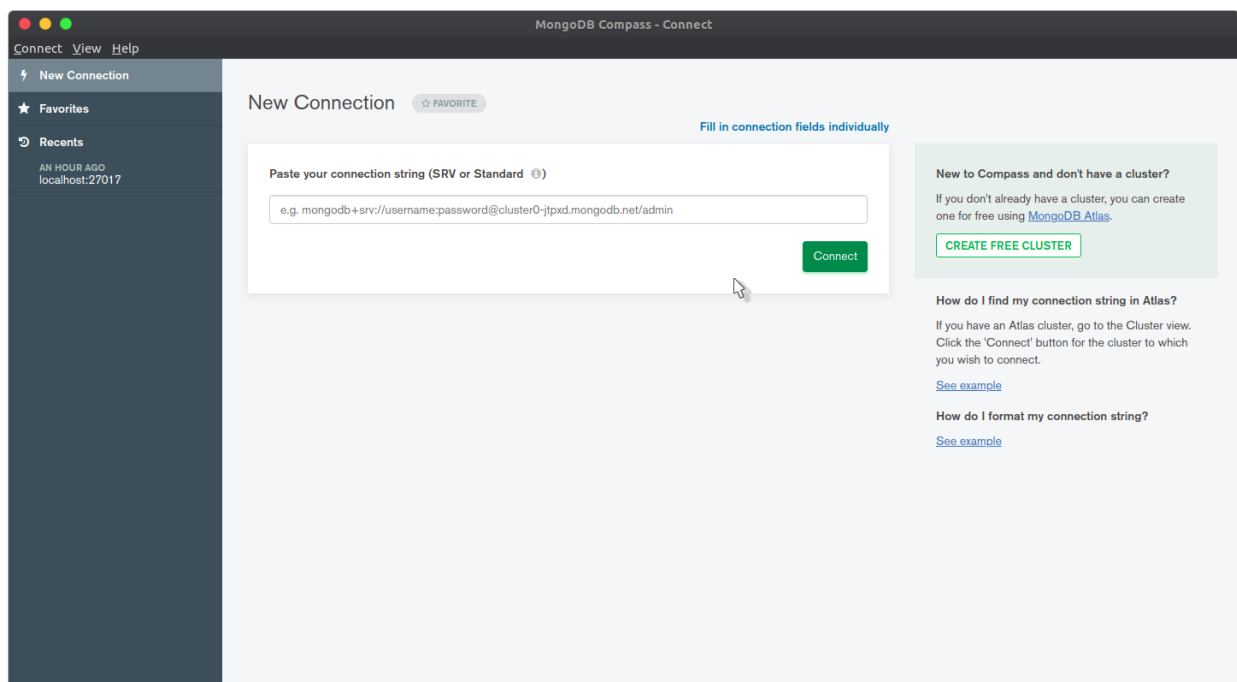 MongoDB Compass - Connect
Connect View Help
New Connection
Favorites
Recents
AN HOUR AGO
localhost:27017
New Connection
FAVORITE
Fill in connection fields individually
Paste your connection string (SRV or Standard )
e.g. mongodb+srv://username:password@cluster0-jtpxd.mongodb.net/admin
Connect
New to Compass and don't have a cluster?
If you don't already have a cluster, you can create
one for free using MongoDB Atlas.
CREATE FREE CLUSTER
How do I find my connection string in Atlas?
If you have an Atlas cluster, go to the Cluster view.
Click the 'Connect' button for the cluster to which
you wish to connect.
See example
How do I format my connection string?
See example